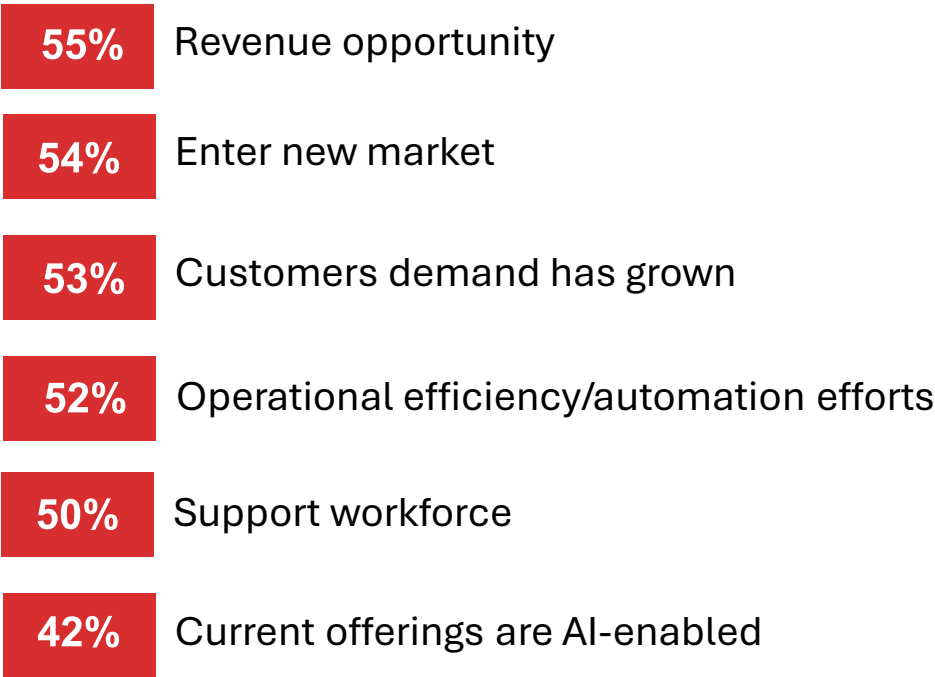 55% Revenue opportunity
54% Enter new market
53% Customers demand has grown
52% Operational efficiency/automation efforts
50% Support workforce
42% Current offerings are AI-enabled